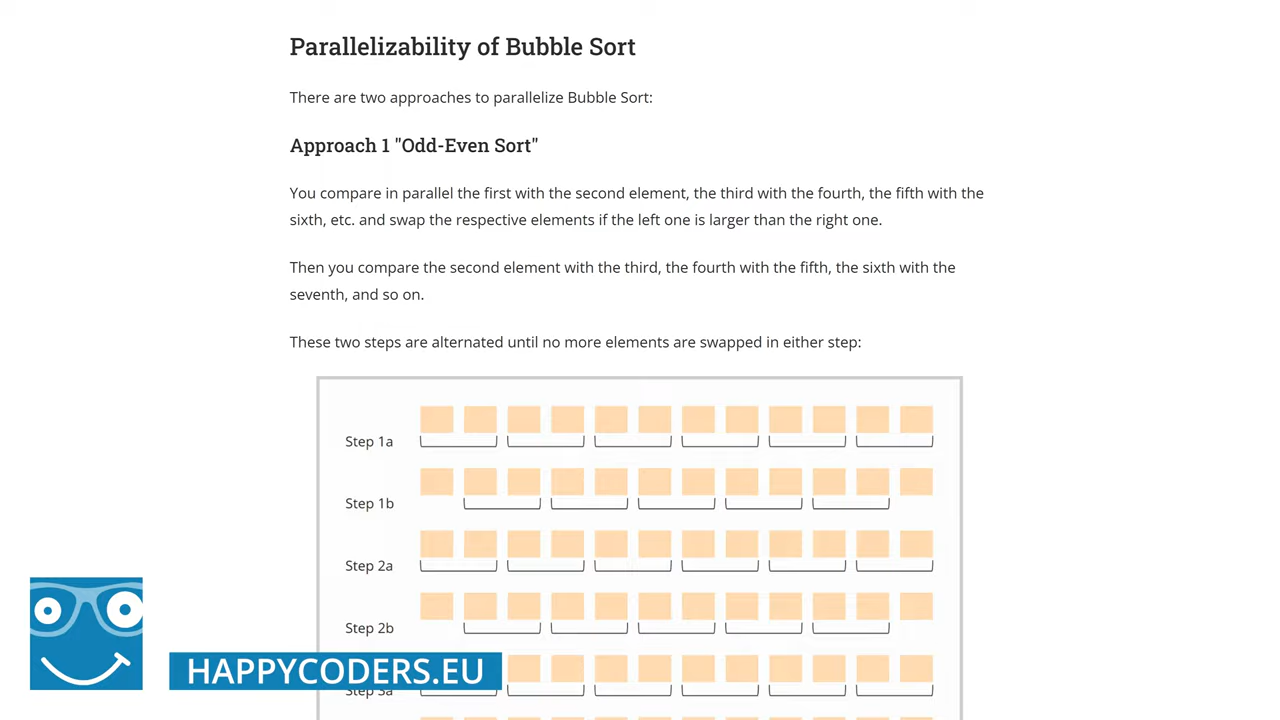 Parallelizability of Bubble Sort
There are two approaches to parallelize Bubble Sort:
Approach 1 "Odd-Even Sort"
You compare in parallel the first with the second element, the third with the fourth, the fifth with the
sixth, etc. and swap the respective elements if the left one is larger than the right one.
Then you compare the second element with the third, the fourth with the fifth, the sixth with the
seventh, and so on.
These two steps are alternated until no more elements are swapped in either step:
Step 1a
Step 1b
Step 2a
Step 2b
HAPPYCODERS.EU
Step 3a